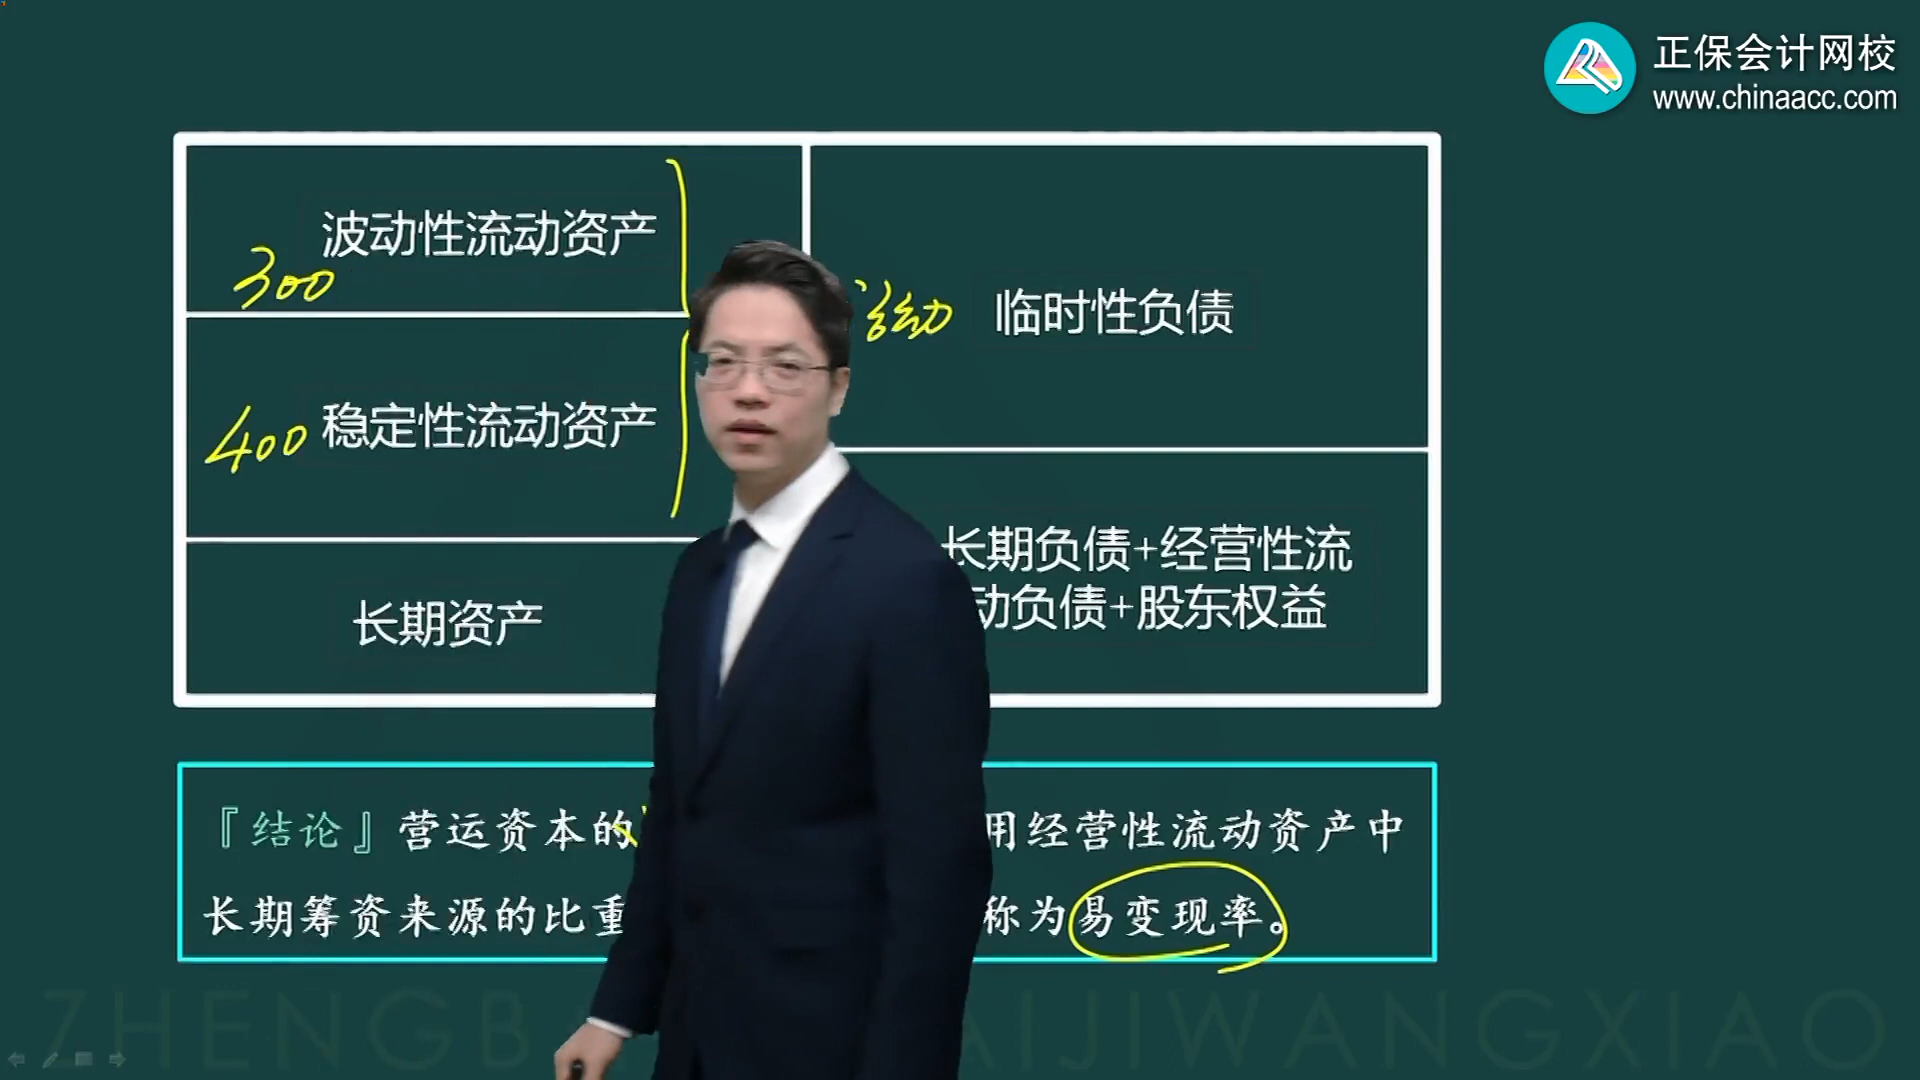 正保会计网校
www.chinaacc.com
波动性流动资产
300
临时性负债
400
稳定性流动资产
长期负债+经营性流
动负债+股东权益
长期资产
『结论』营运资本的
用经营性流动资产中
长期筹资来源的比重
称为易变现率。
ZHENGB
AIJIWANGXIAO